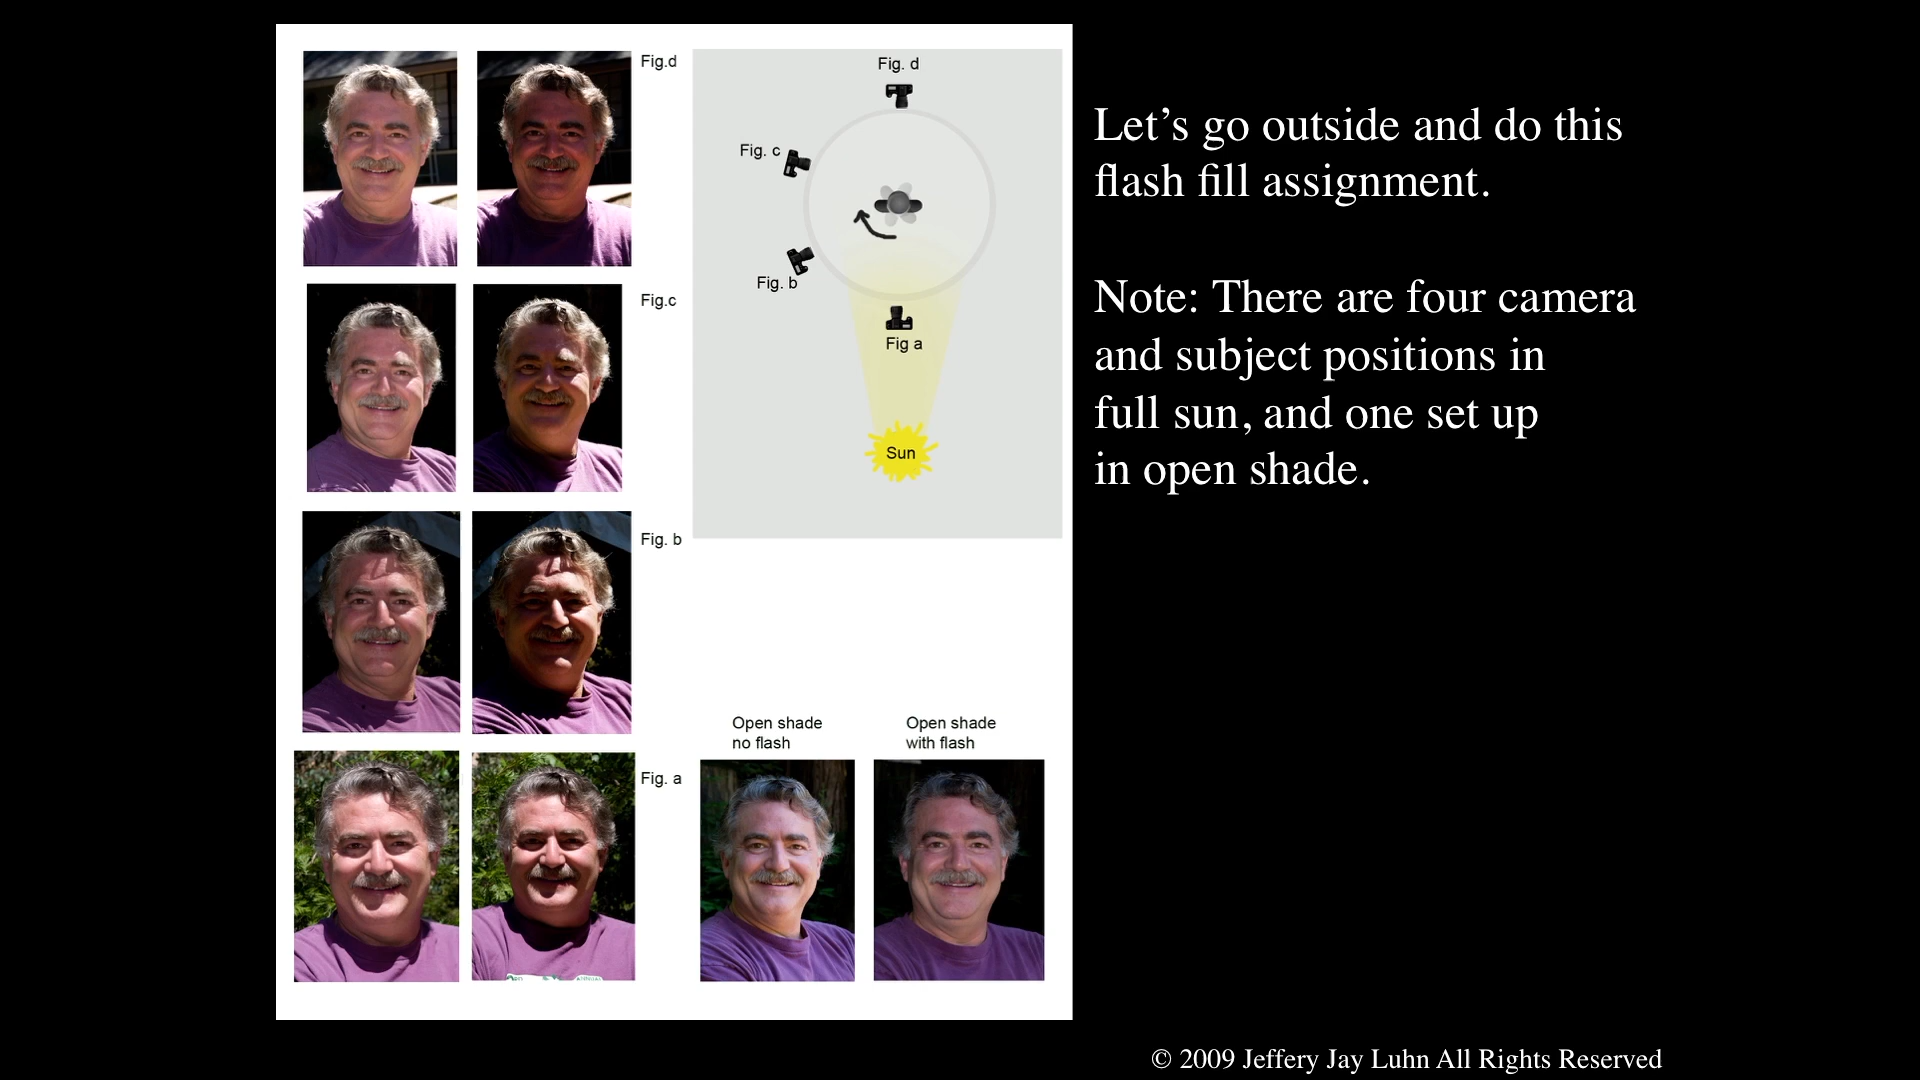 Fig.d
Fig.c
Fig. b
Fig. a
Fig. d
Fig. c
Fig. b
Fig a
Sun
Open shade
no flash
Open shade
with flash
Let’s go outside and do this
flash fill assignment.
Note: There are four camera
and subject positions in
full sun, and one set up
in open shade.
© 2009 Jeffery Jay Luhn All Rights Reserved